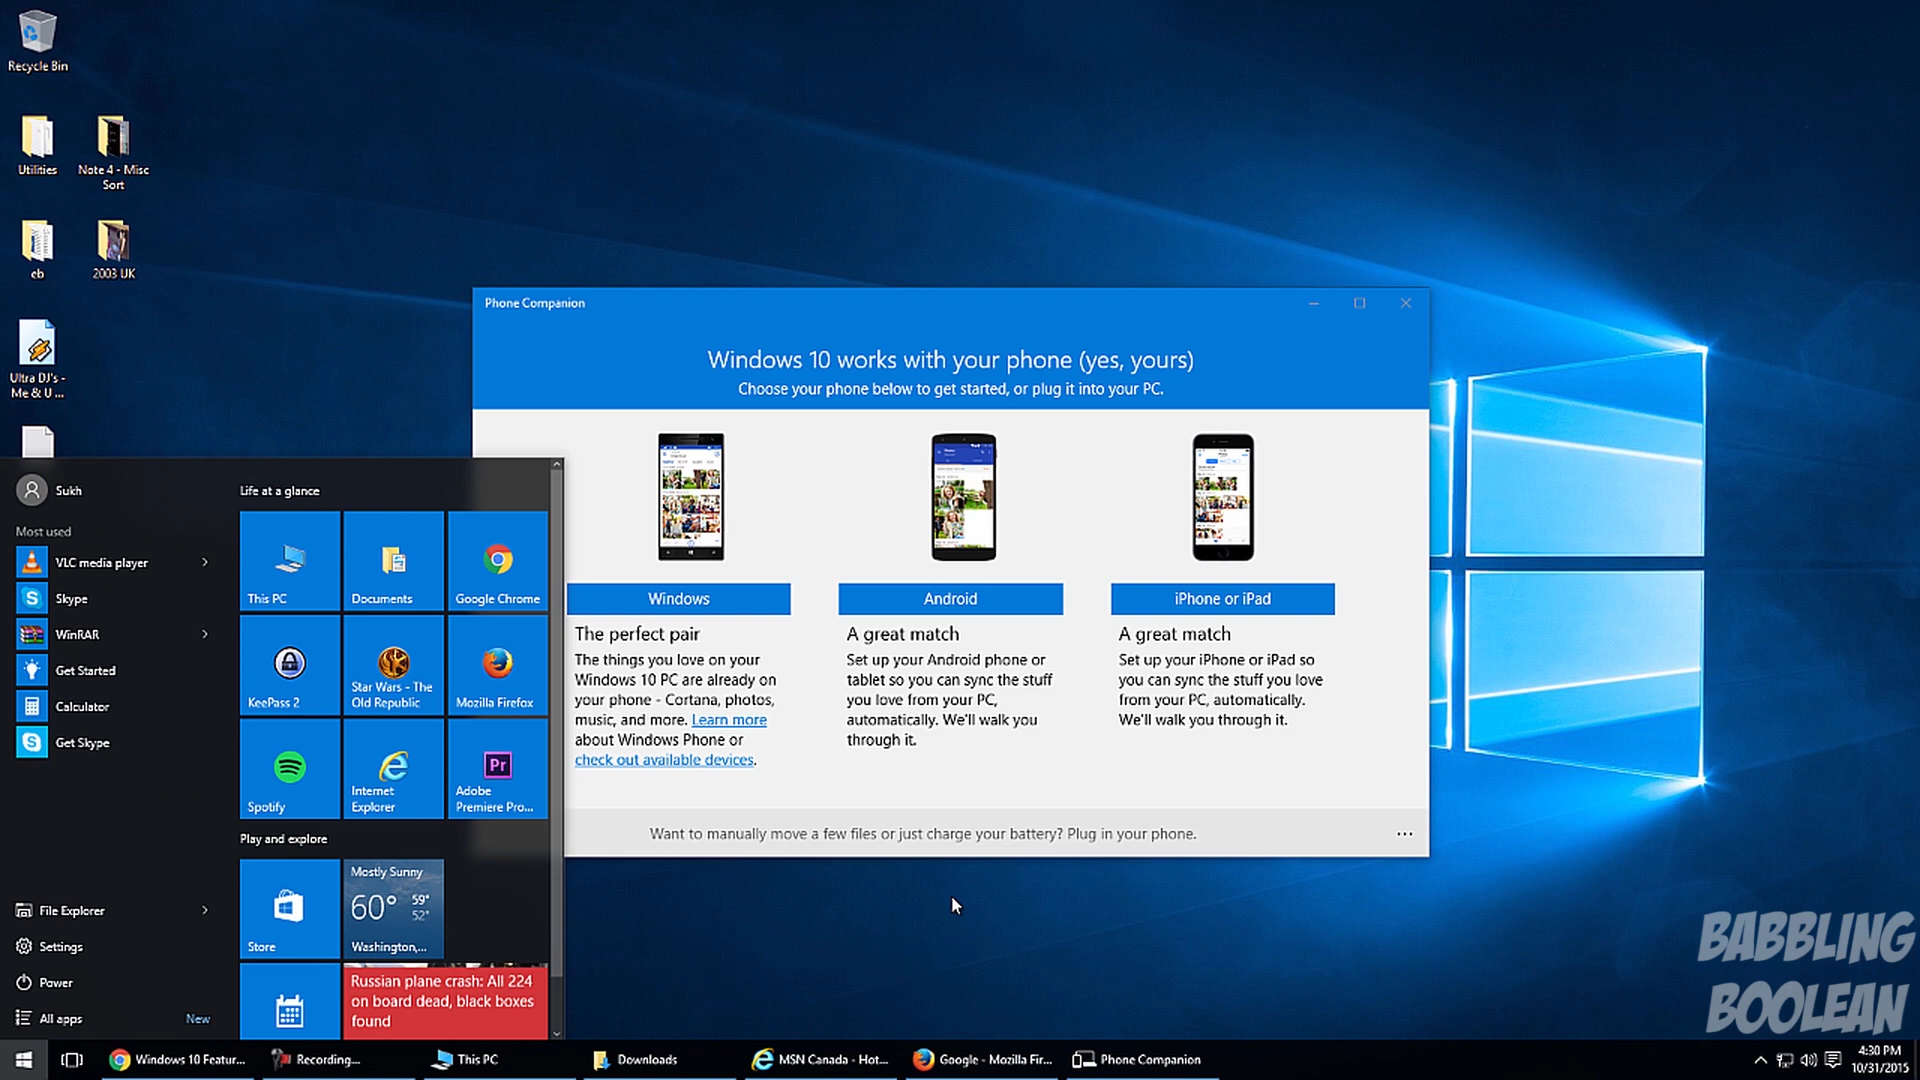 Recycle Bin
Utilities
Note 4 - Misc
Sort
eb
2003 UK
Ultra DJ's -
Me & U ...
Phone Companion
Windows 10 works with your phone (yes, yours)
Choose your phone below to get started, or plug it into your PC.
Windows
The perfect pair
The things you love on your
Windows 10 PC are already on
your phone - Cortana, photos,
music, and more. Learn more
about Windows Phone or
check out available devices.
Android
A great match
Set up your Android phone or
tablet so you can sync the stuff
you love from your PC,
automatically. We'll walk you
through it.
iPhone or iPad
A great match
Set up your iPhone or iPad so
you can sync the stuff you love
from your PC, automatically.
We'll walk you through it.
Want to manually move a few files or just charge your battery? Plug in your phone.
Sukh
Most used
VLC media player
Skype
WinRAR
Get Started
Calculator
Get Skype
File Explorer
Settings
Power
All apps
New
Life at a glance
This PC
Documents
Google Chrome
KeePass 2
Star Wars - The
Old Republic
Mozilla Firefox
Spotify
Internet
Explorer
Pr
Adobe
Premiere Pro...
Play and explore
Store
Mostly Sunny
60° 59°
52°
Washington,...
Russian plane crash: All 224
on board dead, black boxes
found
BABBLING
BOOLEAN
Windows 10 Featur...
Recording...
This PC
Downloads
MSN Canada - Hot...
Google - Mozilla Fir...
Phone Companion
4:30 PM
10/31/2015